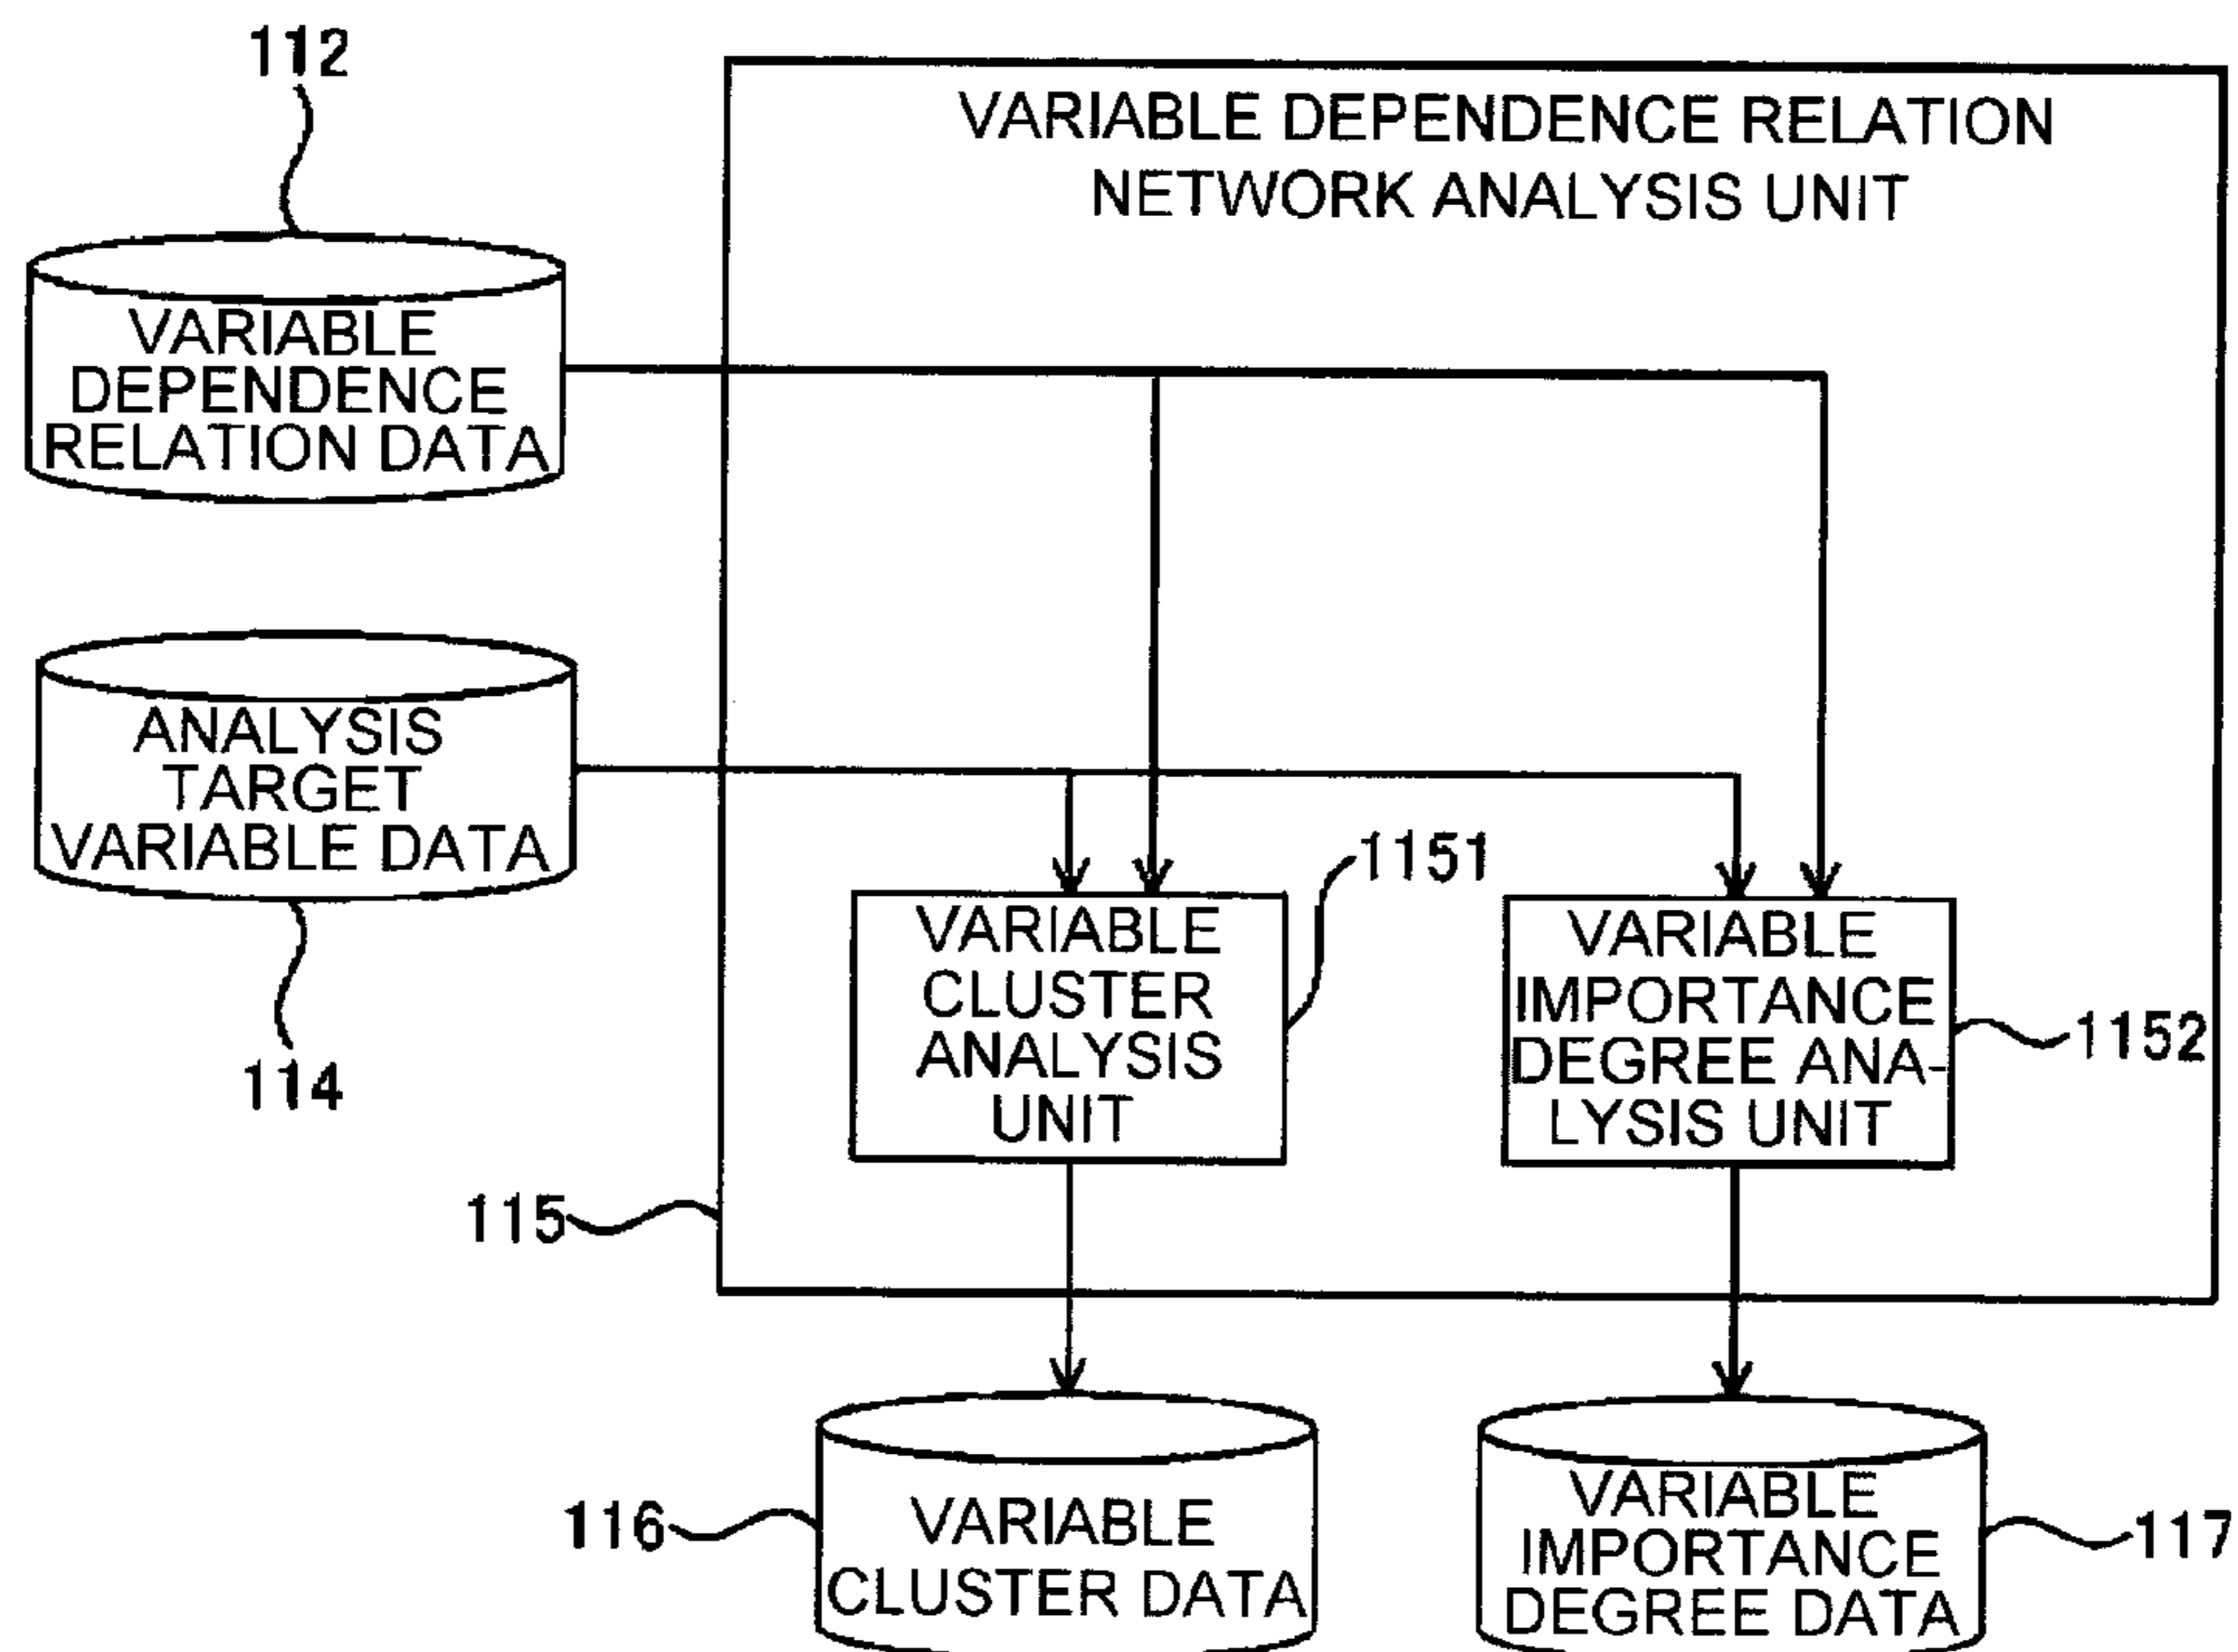 112
VARIABLE DEPENDENCE RELATION
NETWORK ANALYSIS UNIT
VARIABLE
DEPENDENCE
RELATION DATA
ANALYSIS
TARGET
VARIABLE DATA
114
1151
VARIABLE
CLUSTER
ANALYSIS
UNIT
VARIABLE
IMPORTANCE
DEGREE ANA-
LYSIS UNIT
1152
115
116
VARIABLE
CLUSTER DATA
VARIABLE
IMPORTANCE
DEGREE DATA
117